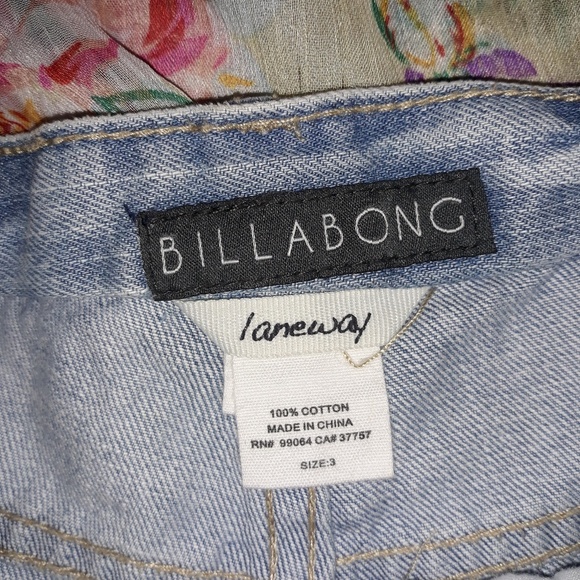 BILLABONG
laneway
100% COTTON
MADE IN CHINA
RN# 99064 CA# 37757
SIZE:3